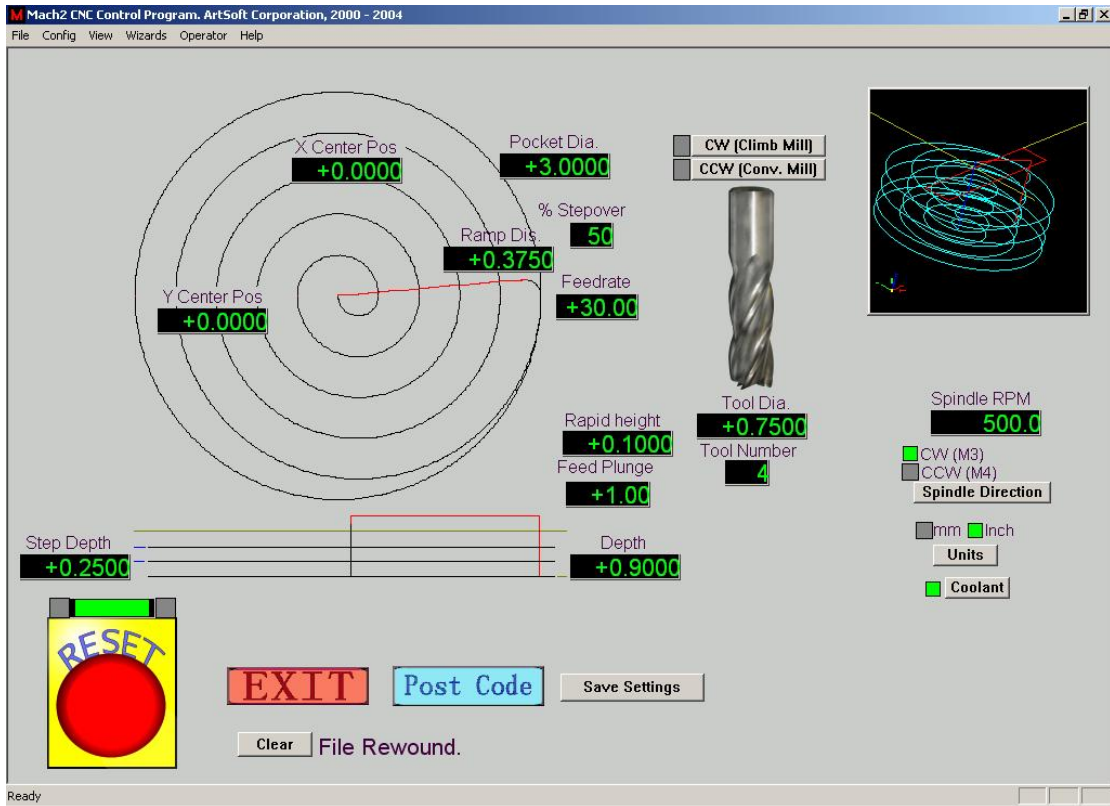 M Mach2 CNC Control Program. ArtSoft Corporation, 2000 - 2004
File Config View Wizards Operator Help
X Center Pos
+0.0000
Pocket Dia.
+3.0000
CW (Climb Mill)
CCW (Conv. Mill)
% Stepover
50
Ramp Dis.
+0.3750
Feedrate
+30.00
Y Center Pos
+0.0000
Rapid height
+0.1000
Feed Plunge
+1.00
Tool Dia.
+0.7500
Tool Number
4
Spindle RPM
500.0
CW (M3)
CCW (M4)
Spindle Direction
mm Inch
Units
Coolant
Step Depth
+0.2500
Depth
+0.9000
RESET
EXIT
Post Code
Save Settings
Clear
File Rewound.
Ready